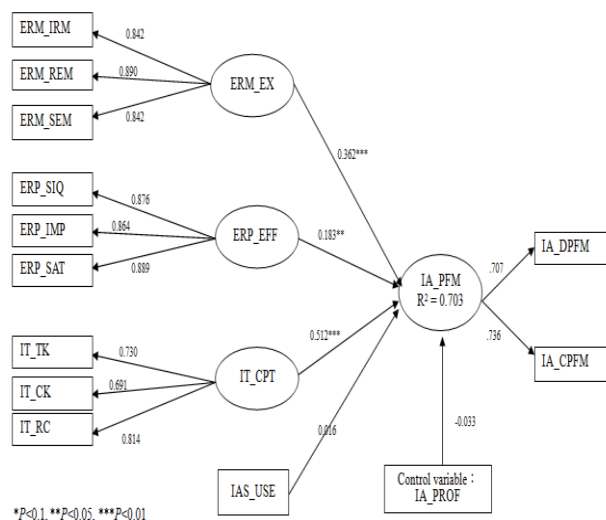 ERM_IRM
0.842
ERM_REM
0.890
ERM_SEM
0.842
ERM_EX
0.362***
ERP_SIQ
0.876
ERP_IMP
0.864
ERP_SAT
0.889
ERP_EFF
0.183**
IA_PFM
R² = 0.703
.707
IA_DPFM
.736
IA_CPFM
IT_TK
0.730
IT_CK
0.691
IT_RC
0.814
IT_CPT
0.512***
0.016
-0.033
IAS_USE
Control variable :
IA_PROF
*P<0.1, **P<0.05, ***P<0.01